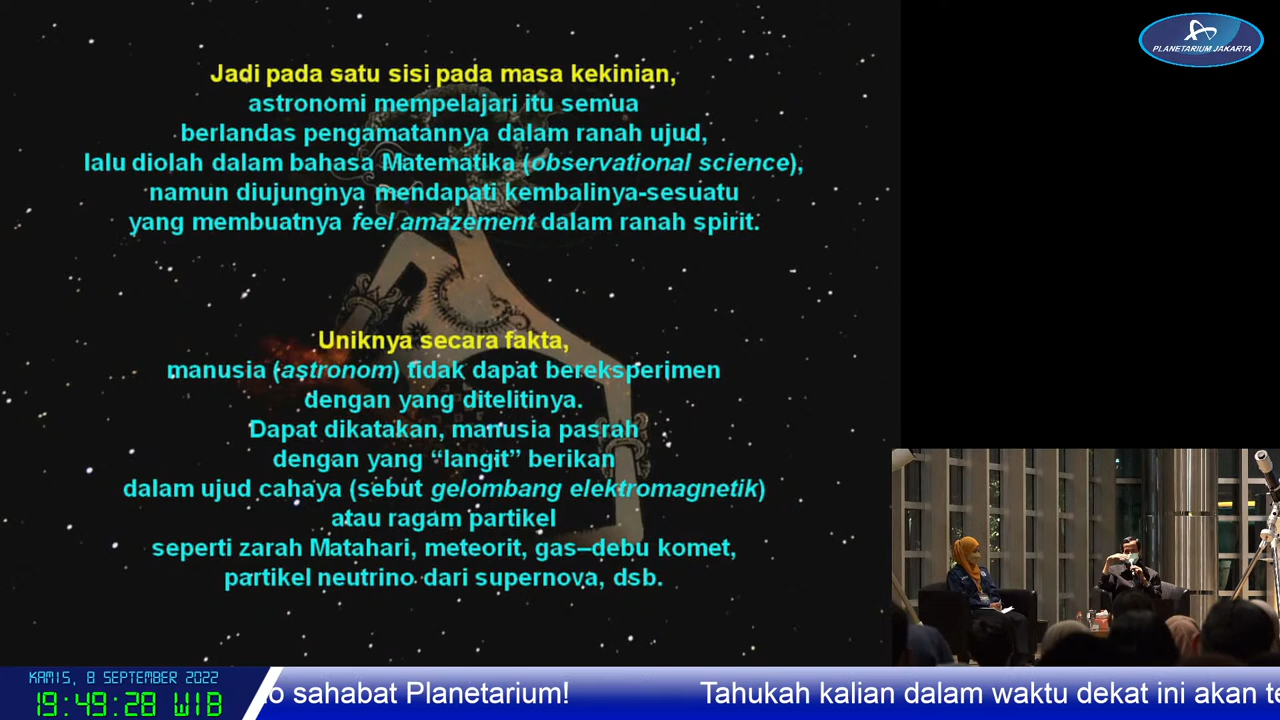 PLANETARIUM JAKARTA
Jadi pada satu sisi pada masa kekinian,
astronomi mempelajari itu semua
berlandas pengamatannya dalam ranah ujud,
lalu diolah dalam bahasa Matematika (observational science),
namun diujungnya mendapati kembalinya-sesuatu
yang membuatnya feel amazement dalam ranah spirit.
Uniknya secara fakta,
manusia (astronom) tidak dapat bereksperimen
dengan yang ditelitinya.
Dapat dikatakan, manusia pasrah
dengan yang “langit” berikan
dalam ujud cahaya (sebut gelombang elektromagnetik)
atau ragam partikel
seperti zarah Matahari, meteorit, gas–debu komet,
partikel neutrino dari supernova, dsb.
KAMIS, 8 SEPTEMBER 2022
19:49:28 WIB
o sahabat Planetarium! Tahukah kalian dalam waktu dekat ini akan te